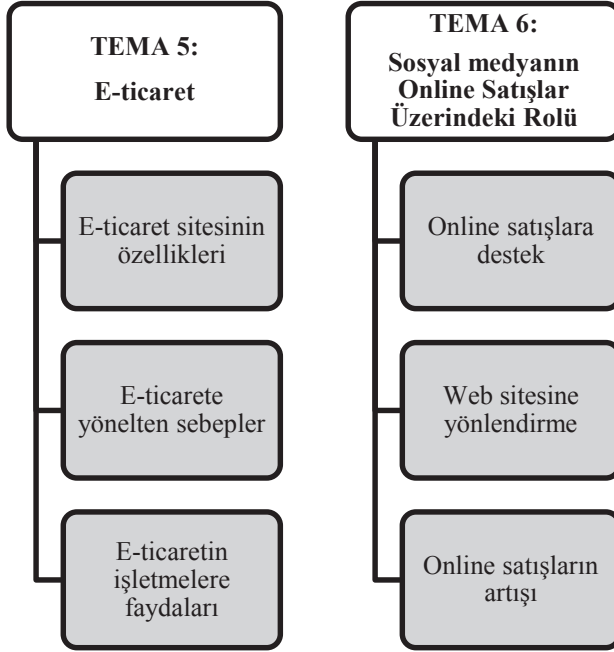 TEMA 5:
E-ticaret
E-ticaret sitesinin
özellikleri
E-ticarete
yönelten sebepler
E-ticaretin
işletmelere
faydaları
TEMA 6:
Sosyal medyanın
Online Satışlar
Üzerindeki Rolü
Online satışlara
destek
Web sitesine
yönlendirme
Online satışların
artışı